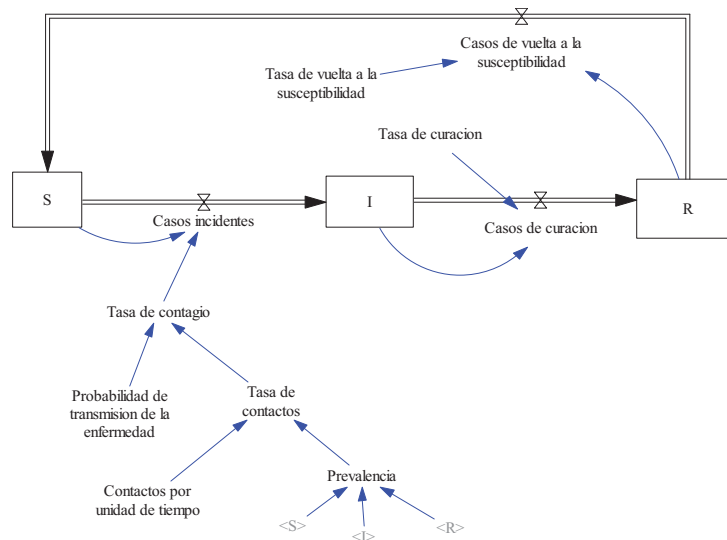 Casos de vuelta a la
susceptibilidad
Tasa de vuelta a la
susceptibilidad
Tasa de curacion
S
I
R
Casos incidentes
Casos de curacion
Tasa de contagio
Probabilidad de
transmision de la
enfermedad
Tasa de
contactos
Contactos por
unidad de tiempo
Prevalencia
<S>
<I>
<R>